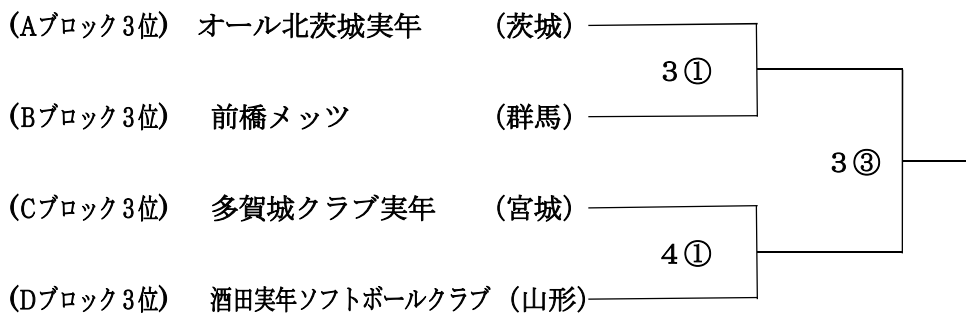 (Aブロック3位) オール北茨城実年 (茨城)
3①
(Bブロック3位) 前橋メッツ (群馬)
3③
(Cブロック3位) 多賀城クラブ実年 (宮城)
4①
(Dブロック3位) 酒田実年ソフトボールクラブ (山形)